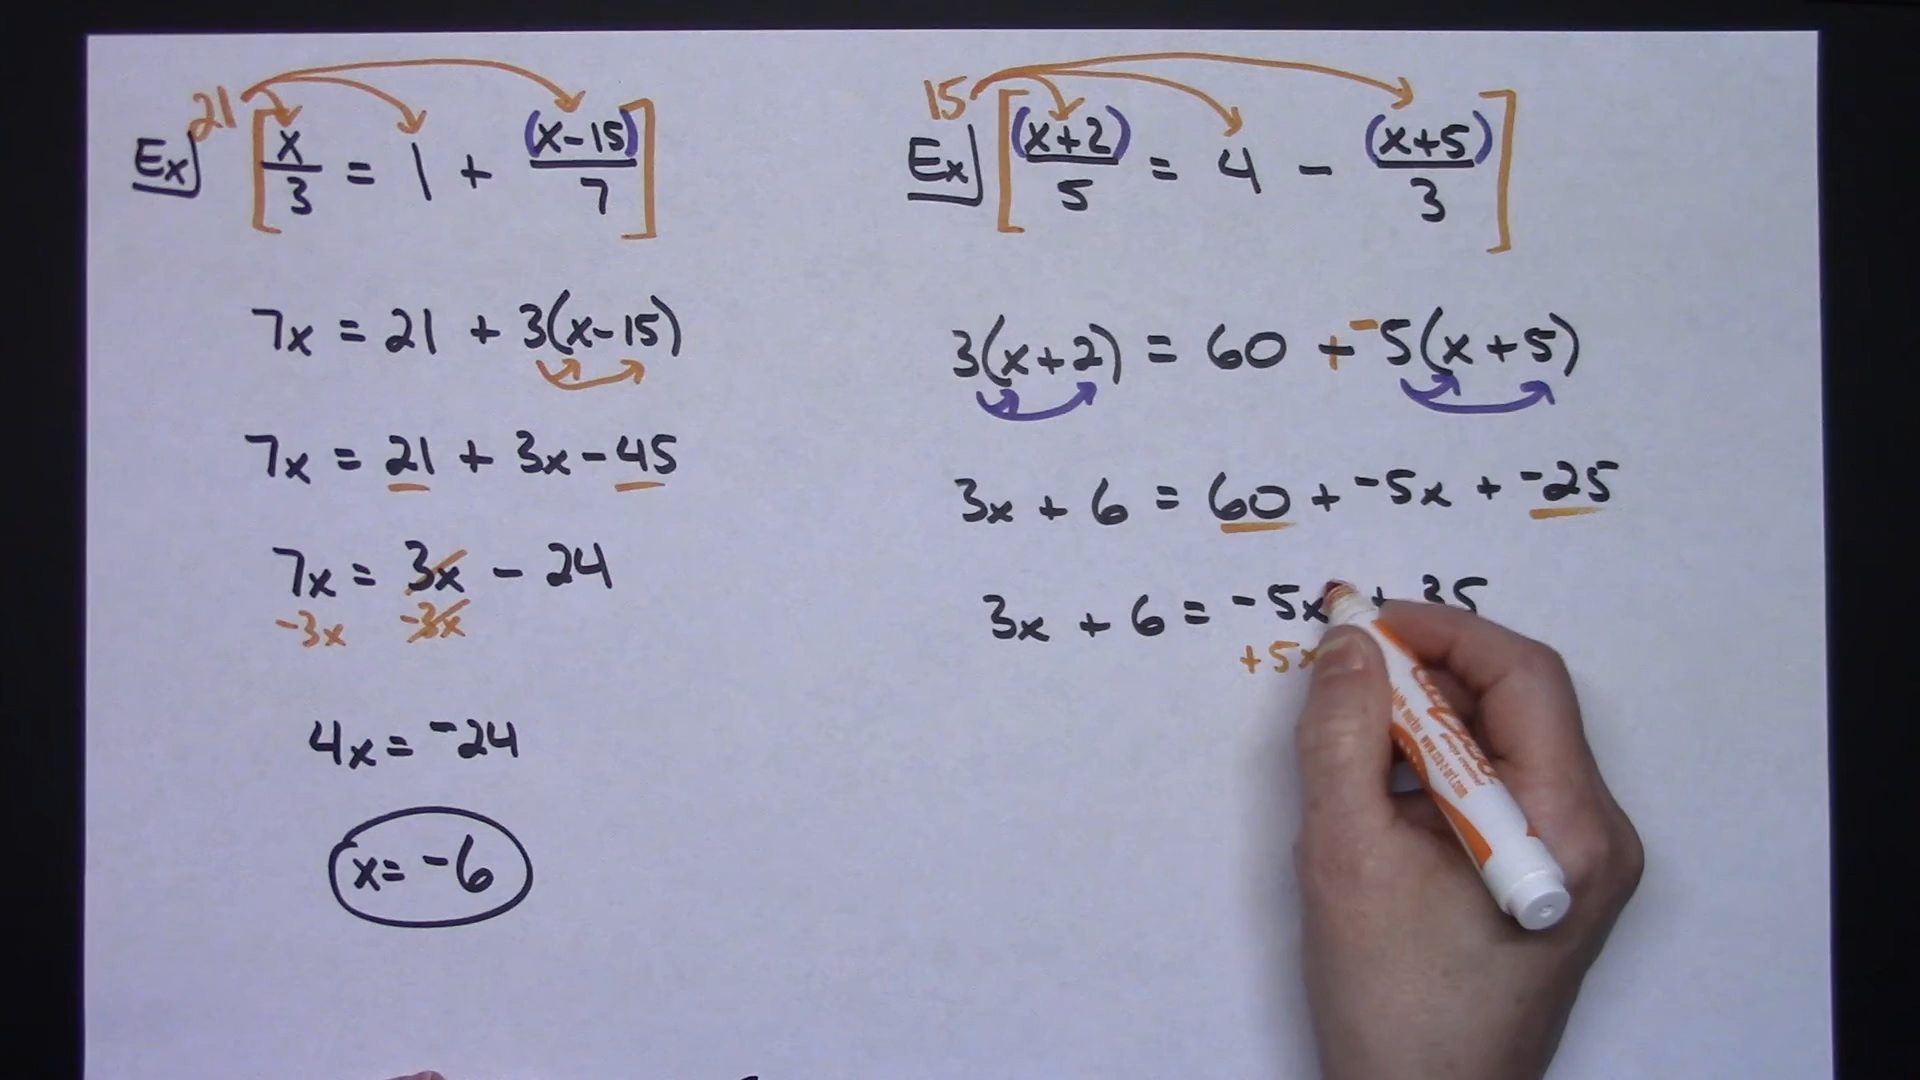 Ex 21 [x/3 = 1 + (x-15)/7]
7x = 21 + 3(x-15)
7x = 21 + 3x - 45
7x = 3x - 24
-3x -3x
4x = -24
x = -6
Ex 15 [(x+2)/5 = 4 - (x+5)/3]
3(x+2) = 60 + -5(x+5)
3x + 6 = 60 + -5x + -25
3x + 6 = -5x + 35
+5x